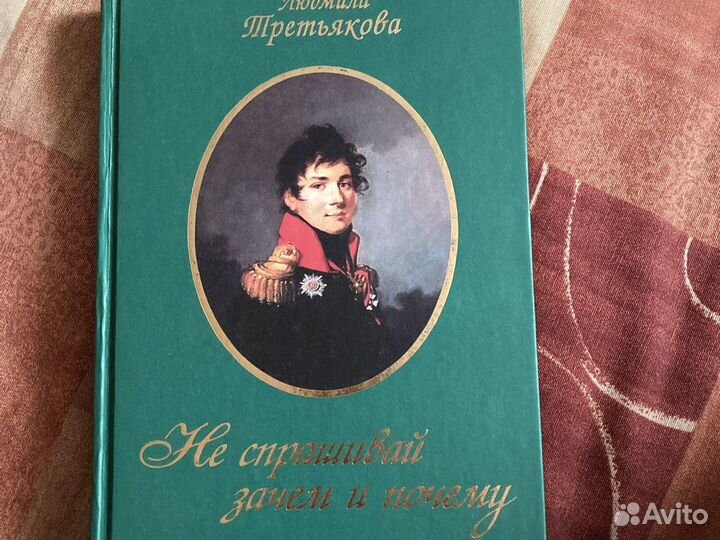 Людмила
Третьякова
Не спрашивай
зачем и почему
Avito